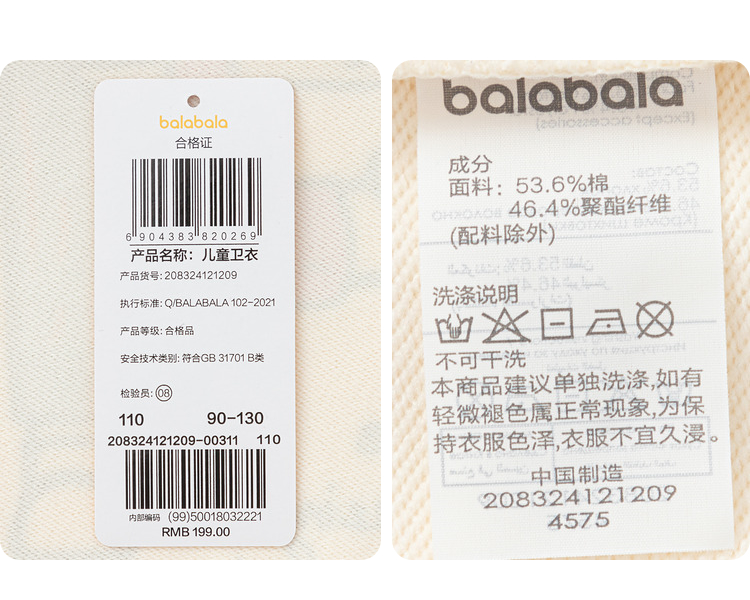 balabala
合格证
6 904383 820269
产品名称：儿童卫衣
产品货号: 208324121209
执行标准: Q/BALABALA 102-2021
产品等级: 合格品
安全技术类别: 符合GB 31701 B类
检验员: 08
110 90-130
208324121209-00311 110
内部编码 (99)50018032221
RMB 199.00
balabala
成分
面料：53.6%棉
46.4%聚酯纤维
(配料除外)
洗涤说明
不可干洗
本商品建议单独洗涤,如有
轻微褪色属正常现象,为保
持衣服色泽,衣服不宜久浸。
中国制造
208324121209
4575